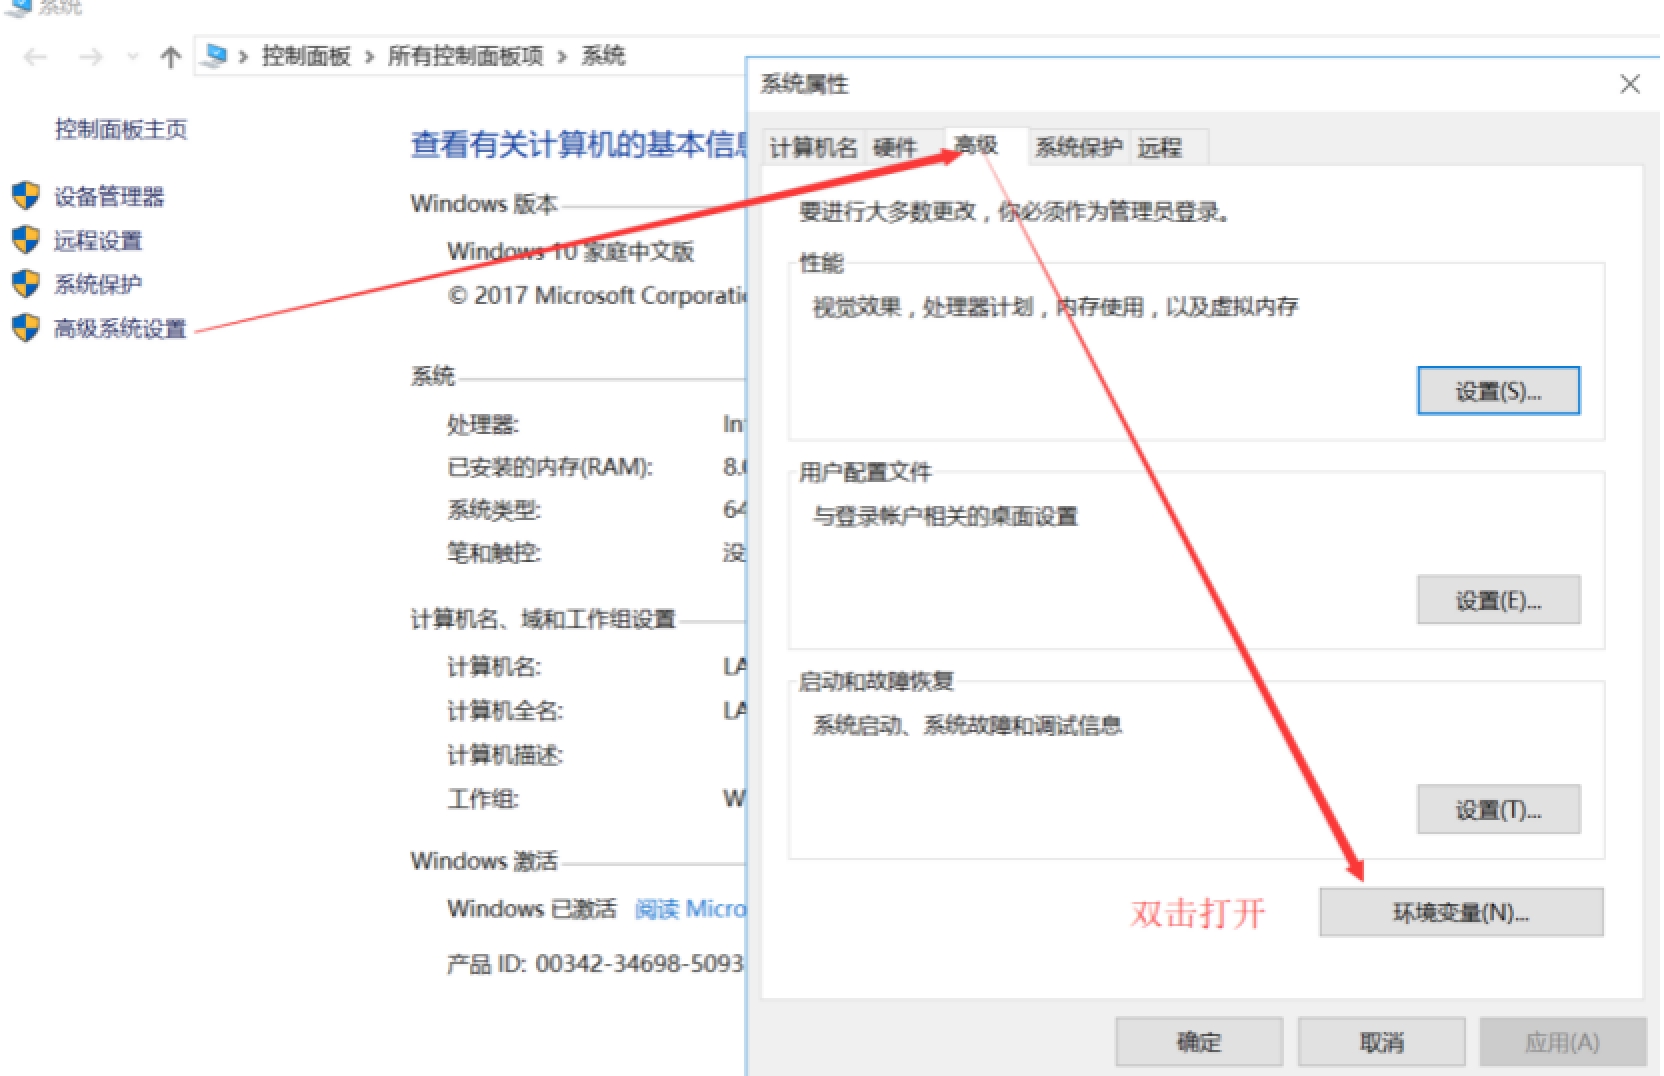 系统
控制面板 > 所有控制面板项 > 系统
控制面板主页
设备管理器
远程设置
系统保护
高级系统设置
查看有关计算机的基本信息
Windows 版本
Windows 10 家庭中文版
© 2017 Microsoft Corporati
系统
处理器: In
已安装的内存(RAM): 8.
系统类型: 64
笔和触控: 没
计算机名、域和工作组设置
计算机名: LA
计算机全名: LA
计算机描述:
工作组: W
Windows 激活
Windows 已激活 阅读 Micro
产品 ID: 00342-34698-5093
系统属性
计算机名 硬件 高级 系统保护 远程
要进行大多数更改，你必须作为管理员登录。
性能
视觉效果，处理器计划，内存使用，以及虚拟内存
设置(S)...
用户配置文件
与登录帐户相关的桌面设置
设置(E)...
启动和故障恢复
系统启动、系统故障和调试信息
设置(T)...
双击打开
环境变量(N)...
确定 取消 应用(A)